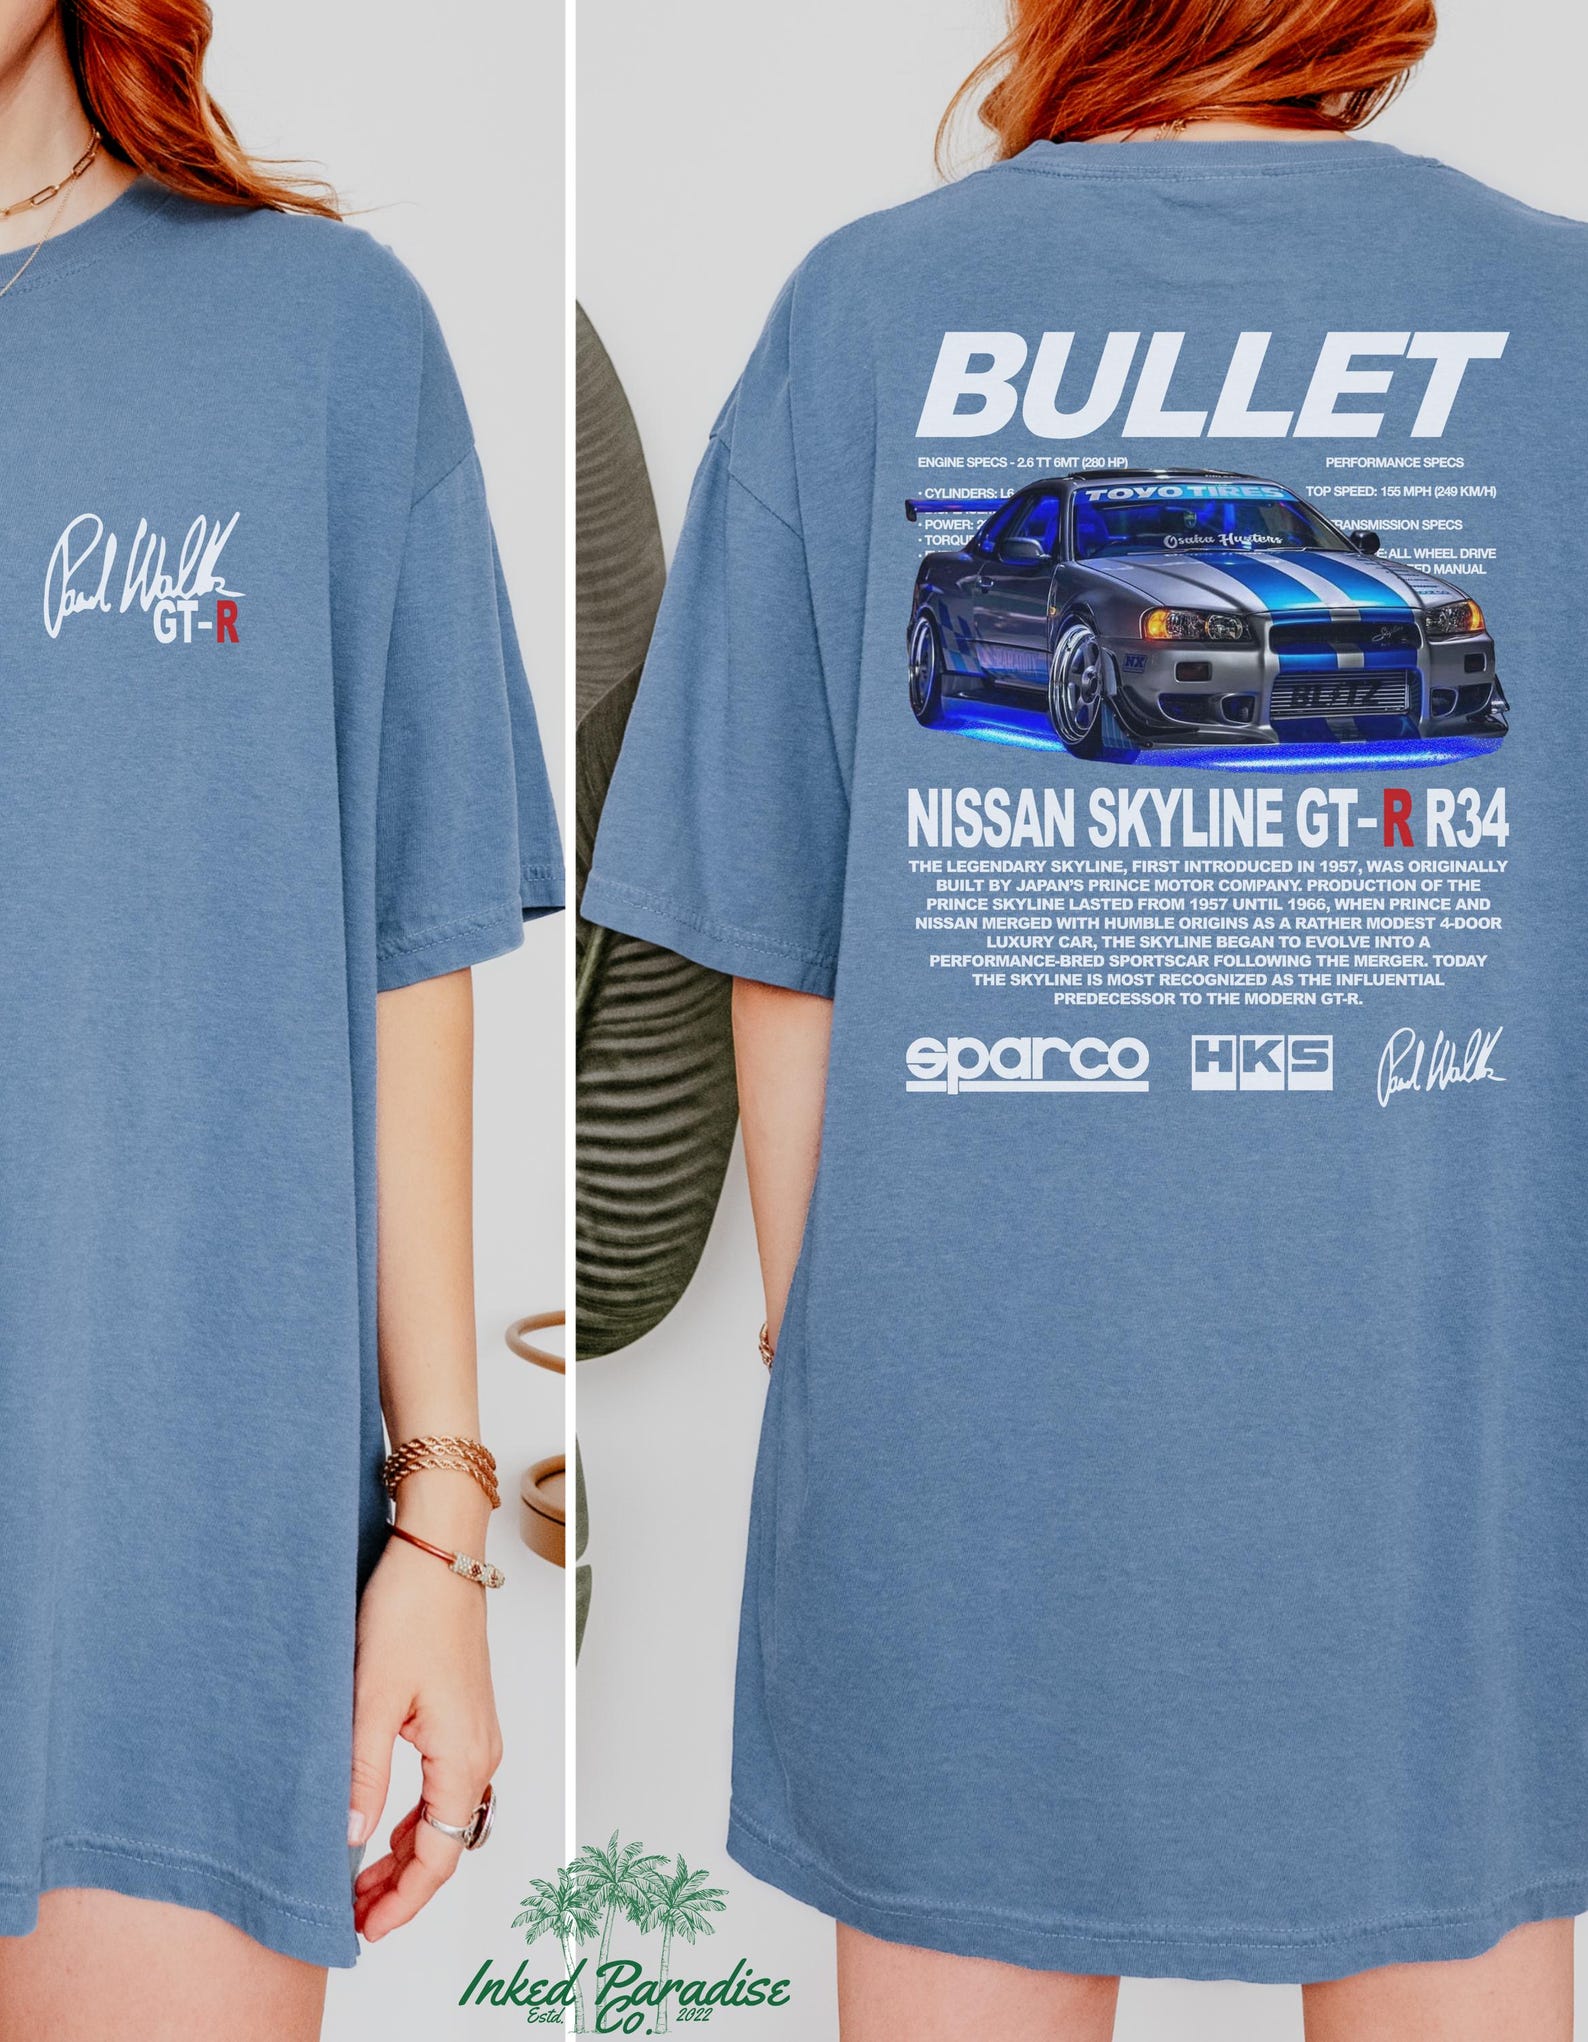 Paul Walker
GT-R
BULLET
ENGINE SPECS - 2.6 TT 6MT (280 HP)
PERFORMANCE SPECS
• CYLINDERS: L6
TOP SPEED: 155 MPH (249 KM/H)
• POWER:
TRANSMISSION SPECS
ALL WHEEL DRIVE
MANUAL
TOYO TIRES
Osaka Hunters
Skyline
NX
BLITZ
NISSAN SKYLINE GT-R R34
THE LEGENDARY SKYLINE, FIRST INTRODUCED IN 1957, WAS ORIGINALLY
BUILT BY JAPAN'S PRINCE MOTOR COMPANY. PRODUCTION OF THE
PRINCE SKYLINE LASTED FROM 1957 UNTIL 1966, WHEN PRINCE AND
NISSAN MERGED WITH HUMBLE ORIGINS AS A RATHER MODEST 4-DOOR
LUXURY CAR, THE SKYLINE BEGAN TO EVOLVE INTO A
PERFORMANCE-BRED SPORTSCAR FOLLOWING THE MERGER. TODAY
THE SKYLINE IS MOST RECOGNIZED AS THE INFLUENTIAL
PREDECESSOR TO THE MODERN GT-R.
sparco HKS Paul Walker
Inked Paradise
Estd. Co. 2022